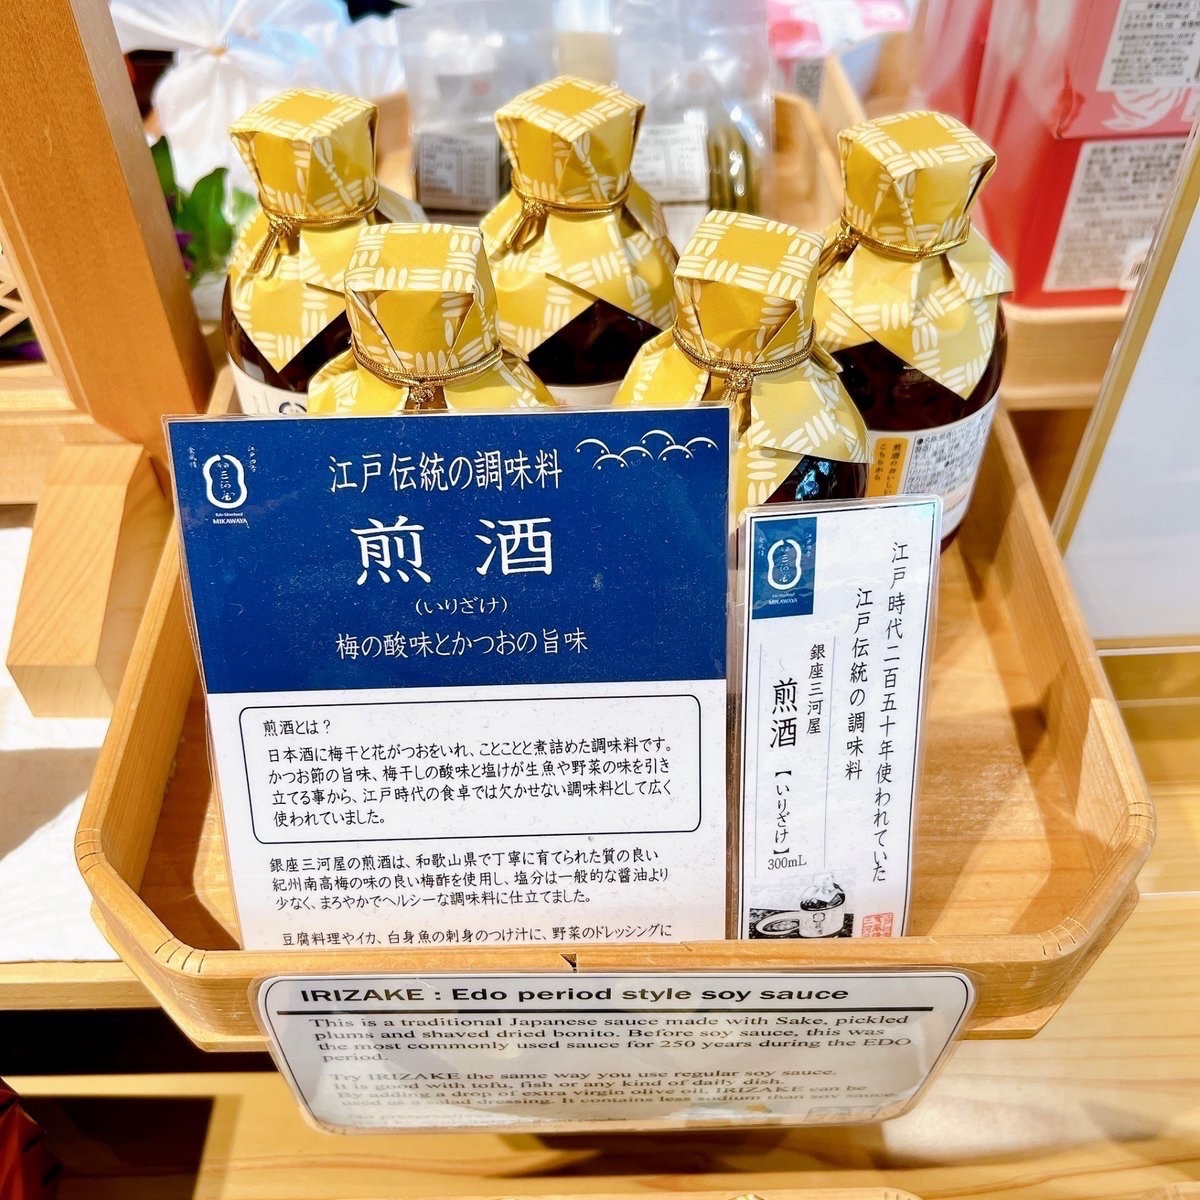 江戸伝統の調味料
煎酒
(いりざけ)
梅の酸味とかつおの旨味
MIKAWAYA
煎酒とは?
日本酒に梅干と花がつおをいれ、ことことと煮詰めた調味料です。
かつお節の旨味、梅干しの酸味と塩けが生魚や野菜の味を引き
立てる事から、江戸時代の食卓では欠かせない調味料として広く
使われていました。
銀座三河屋の煎酒は、和歌山県で丁寧に育てられた質の良い
紀州南高梅の味の良い梅酢を使用し、塩分は一般的な醤油より
少なく、まろやかでヘルシーな調味料に仕立てました。
豆腐料理やイカ、白身魚の刺身のつけ汁に、野菜のドレッシングに
江戸時代二百五十年使われていた
江戸伝統の調味料
銀座三河屋
煎酒
【いりざけ】
300mL
MIKAWAYA
IRIZAKE : Edo period style soy sauce
This is a traditional Japanese sauce made with Sake, pickled
plums and shaved dried bonito. Before soy sauce, this was
the most commonly used sauce for 250 years during the EDO
period.
Try IRIZAKE the same way you use regular soy sauce.
It is good with tofu, fish or any kind of daily dish.
By adding a drop of extra virgin olive oil, IRIZAKE can be
used as a salad dressing. It contains less sodium than soy sauce.